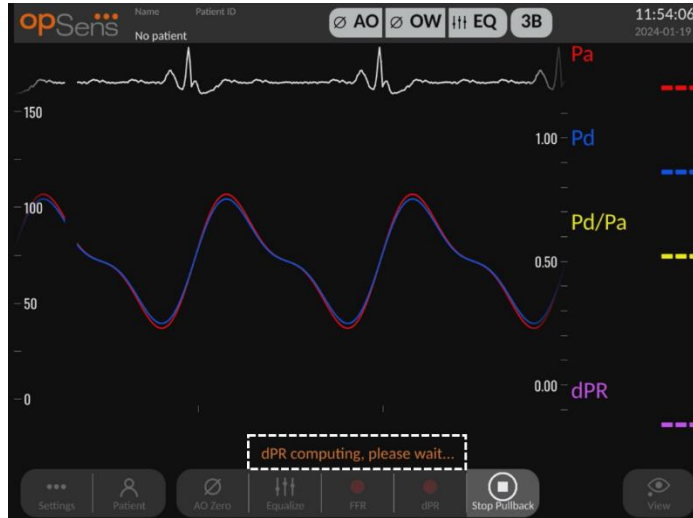 opSens
Name Patient ID
No patient
AO OW EQ 3B
11:54:06
2024-01-19
Pa
150
1.00
Pd
100
Pd/Pa
0.50
50
0.00
dPR
0
dPR computing, please wait...
Settings Patient AO Zero Equalize FFR dPR Stop Pullback View